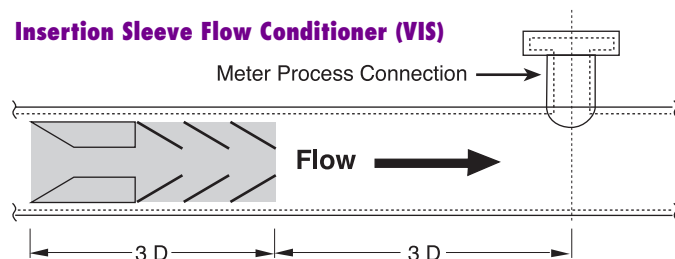 Insertion Sleeve Flow Conditioner (VIS)
Meter Process Connection
Flow
3 D
3 D